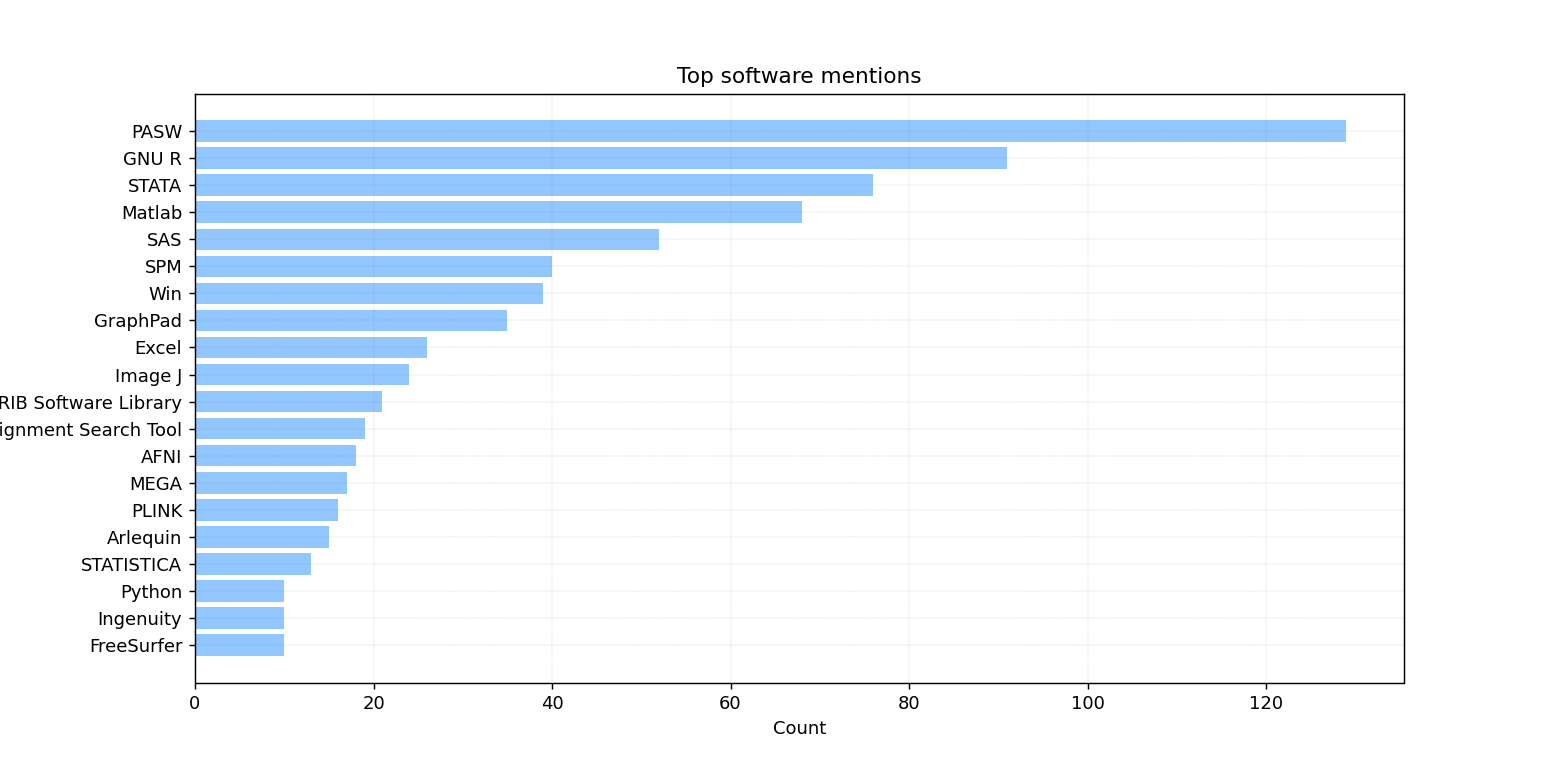 Top software mentions
PASW
GNU R
STATA
Matlab
SAS
SPM
Win
GraphPad
Excel
Image J
RIB Software Library
ignment Search Tool
AFNI
MEGA
PLINK
Arlequin
STATISTICA
Python
Ingenuity
FreeSurfer
0 20 40 60 80 100 120
Count